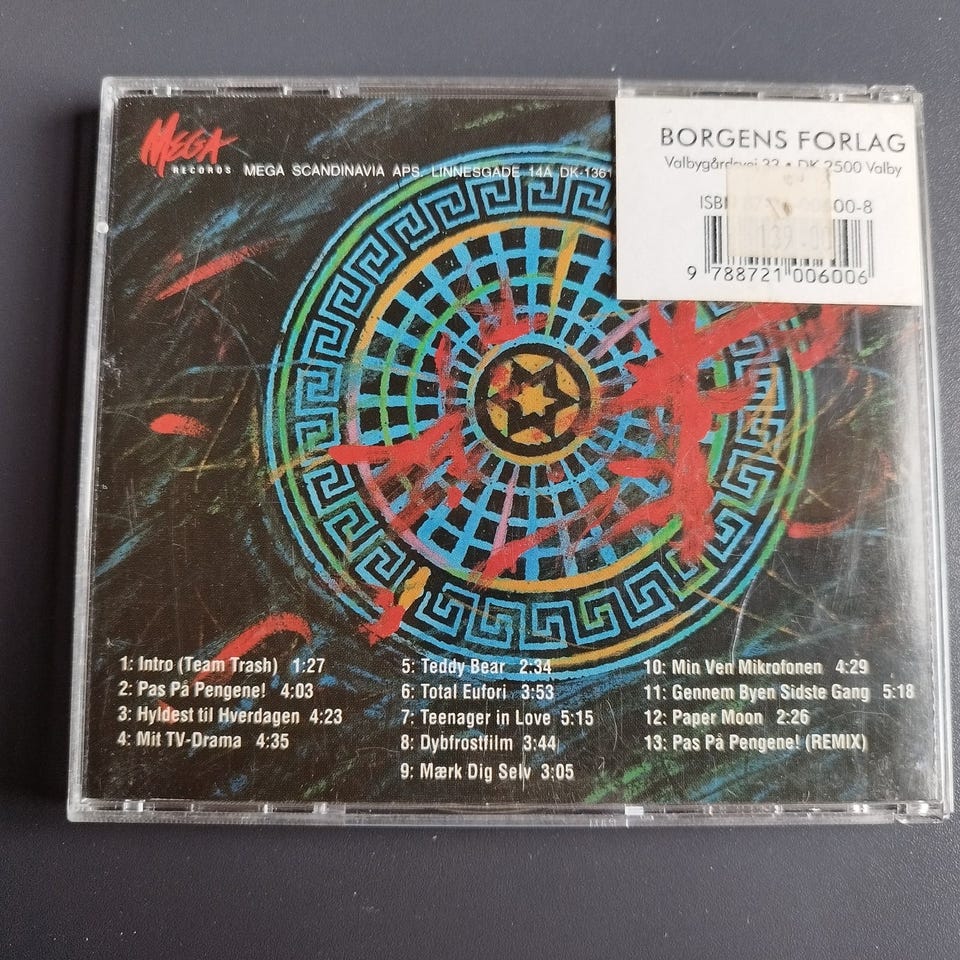 MEGA
RECORDS MEGA SCANDINAVIA APS. LINNESGADE 14A DK-1361
BORGENS FORLAG
DK 2500 Valby
139.00
9 788721 006006
1: Intro (Team Trash) 1:27
2: Pas På Pengene! 4:03
3: Hyldest til Hverdagen 4:23
4: Mit TV-Drama 4:35
5: Teddy Bear 2:34
6: Total Eufori 3:53
7: Teenager in Love 5:15
8: Dybfrostfilm 3:44
9: Mærk Dig Selv 3:05
10: Min Ven Mikrofonen 4:29
11: Gennem Byen Sidste Gang 5:18
12: Paper Moon 2:26
13: Pas På Pengene! (REMIX)